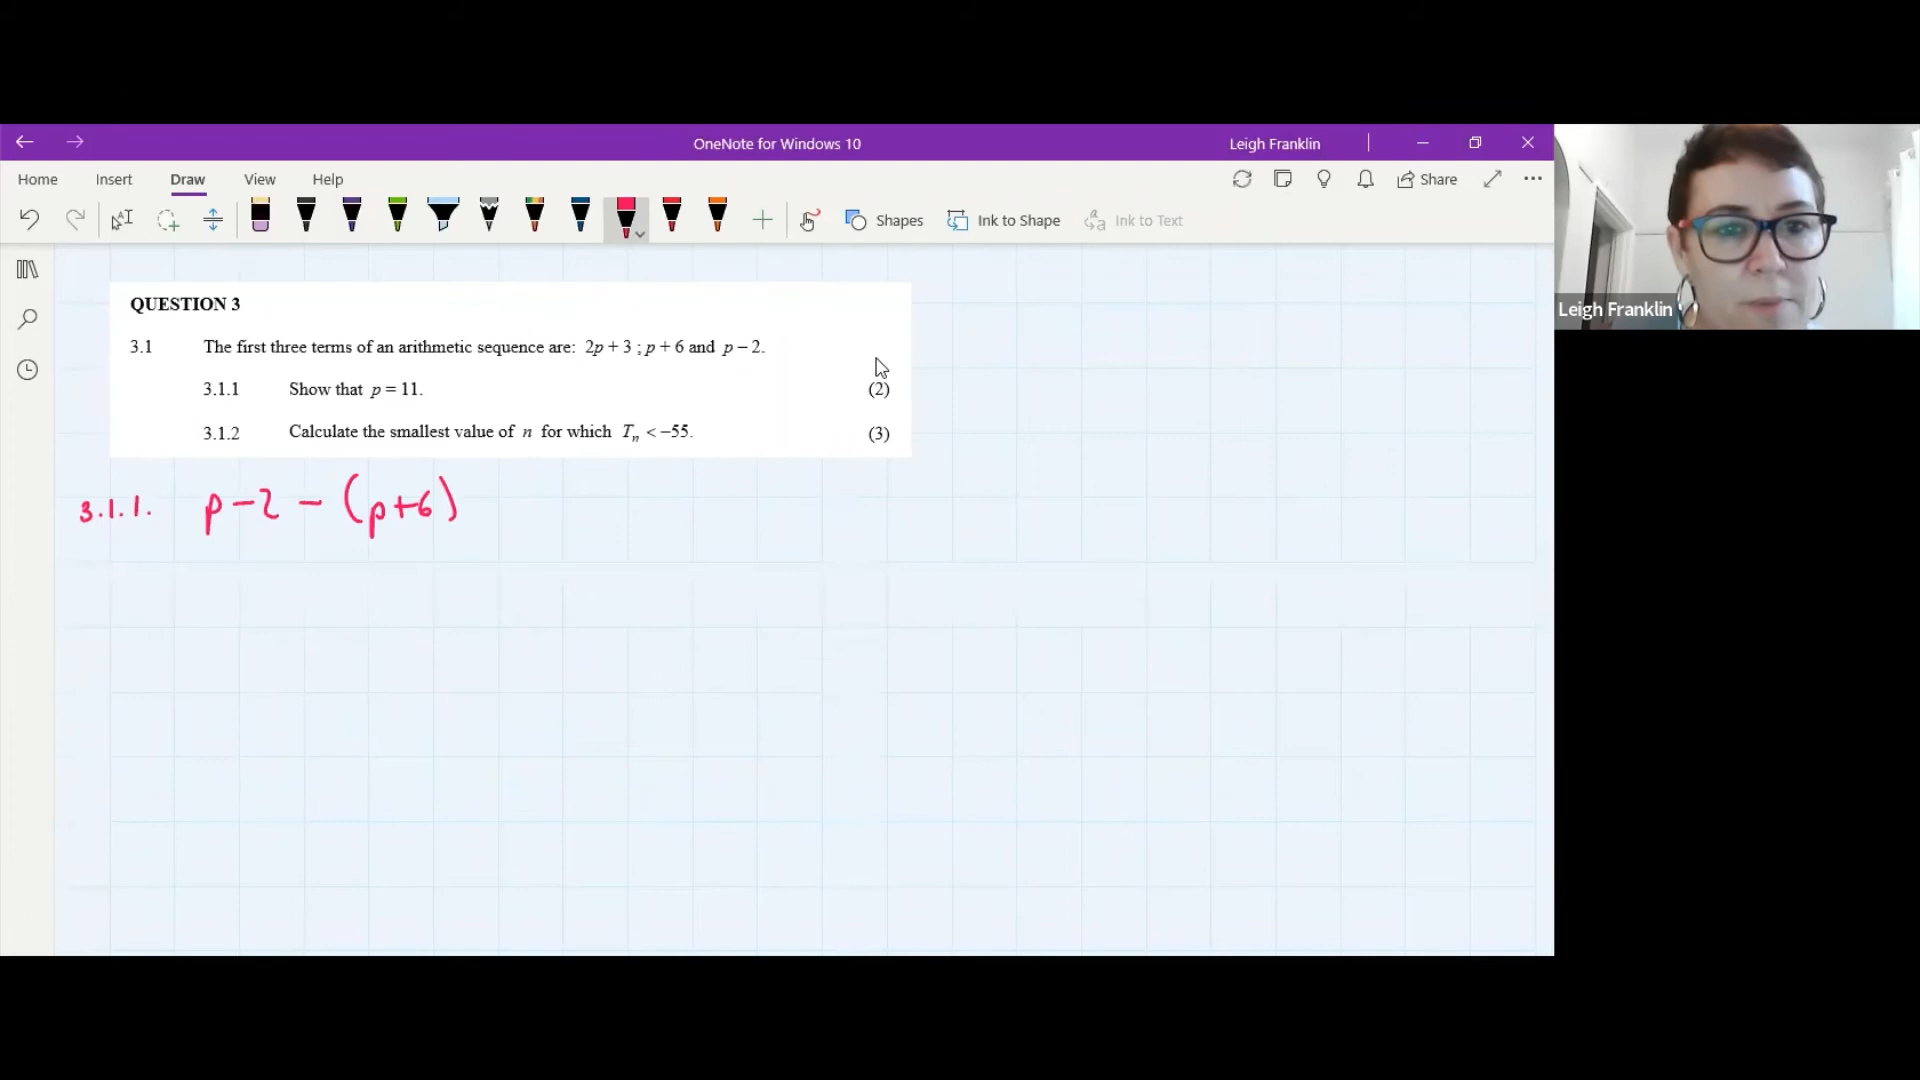 OneNote for Windows 10
Leigh Franklin
Home Insert Draw View Help
Share
Shapes Ink to Shape Ink to Text
Leigh Franklin
QUESTION 3
3.1 The first three terms of an arithmetic sequence are: 2p + 3 ; p + 6 and p – 2.
3.1.1 Show that p = 11. (2)
3.1.2 Calculate the smallest value of n for which Tₙ < –55. (3)
3.1.1. p – 2 – (p+6)